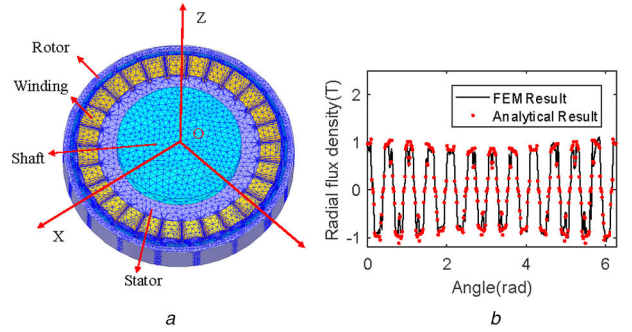 Z
Rotor
Winding
O
Shaft
X
Stator
a
Radial flux density(T)
2
1
0
-1
FEM Result
Analytical Result
0
2
4
6
Angle(rad)
b